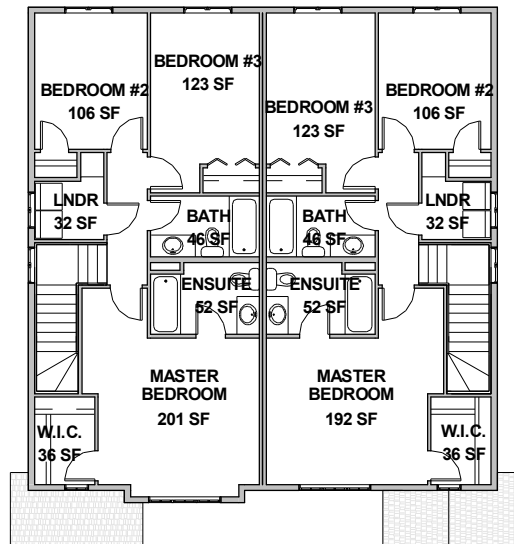 BEDROOM #2
106 SF
BEDROOM #3
123 SF
BEDROOM #3
123 SF
BEDROOM #2
106 SF
LNDR
32 SF
BATH
46 SF
BATH
46 SF
LNDR
32 SF
ENSUITE
52 SF
ENSUITE
52 SF
MASTER
BEDROOM
201 SF
MASTER
BEDROOM
192 SF
W.I.C.
36 SF
W.I.C.
36 SF